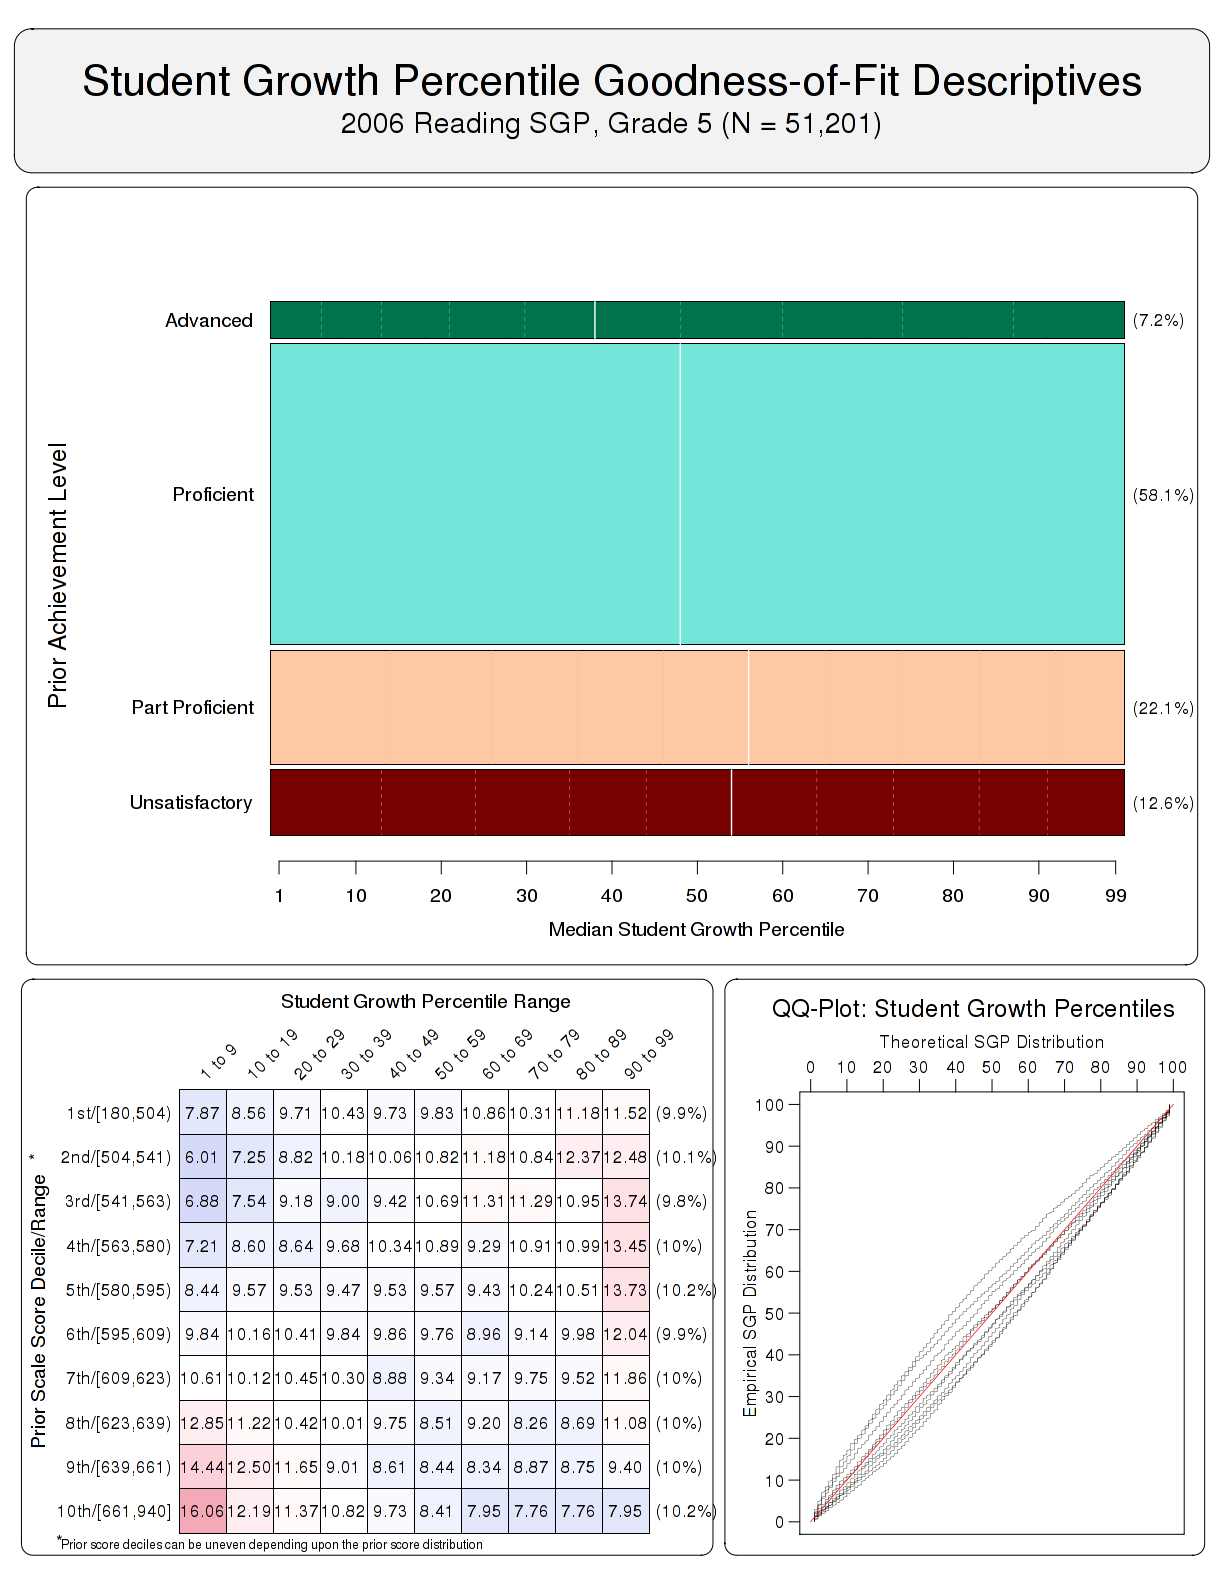 Student Growth Percentile Goodness-of-Fit Descriptives
2006 Reading SGP, Grade 5 (N = 51,201)
Prior Achievement Level
Advanced (7.2%)
Proficient (58.1%)
Part Proficient (22.1%)
Unsatisfactory (12.6%)
1 10 20 30 40 50 60 70 80 90 99
Median Student Growth Percentile
Student Growth Percentile Range
1 to 9 10 to 19 20 to 29 30 to 39 40 to 49 50 to 59 60 to 69 70 to 79 80 to 89 90 to 99
Prior Scale Score Decile/Range *
1st/[180,504) 7.87 8.56 9.71 10.43 9.73 9.83 10.86 10.31 11.18 11.52 (9.9%)
2nd/[504,541) 6.01 7.25 8.82 10.18 10.06 10.82 11.18 10.84 12.37 12.48 (10.1%)
3rd/[541,563) 6.88 7.54 9.18 9.00 9.42 10.69 11.31 11.29 10.95 13.74 (9.8%)
4th/[563,580) 7.21 8.60 8.64 9.68 10.34 10.89 9.29 10.91 10.99 13.45 (10%)
5th/[580,595) 8.44 9.57 9.53 9.47 9.53 9.57 9.43 10.24 10.51 13.73 (10.2%)
6th/[595,609) 9.84 10.16 10.41 9.84 9.86 9.76 8.96 9.14 9.98 12.04 (9.9%)
7th/[609,623) 10.61 10.12 10.45 10.30 8.88 9.34 9.17 9.75 9.52 11.86 (10%)
8th/[623,639) 12.85 11.22 10.42 10.01 9.75 8.51 9.20 8.26 8.69 11.08 (10%)
9th/[639,661) 14.44 12.50 11.65 9.01 8.61 8.44 8.34 8.87 8.75 9.40 (10%)
10th/[661,940] 16.06 12.19 11.37 10.82 9.73 8.41 7.95 7.76 7.76 7.95 (10.2%)
*Prior score deciles can be uneven depending upon the prior score distribution
QQ-Plot: Student Growth Percentiles
Theoretical SGP Distribution
0 10 20 30 40 50 60 70 80 90 100
Empirical SGP Distribution
100
90
80
70
60
50
40
30
20
10
0